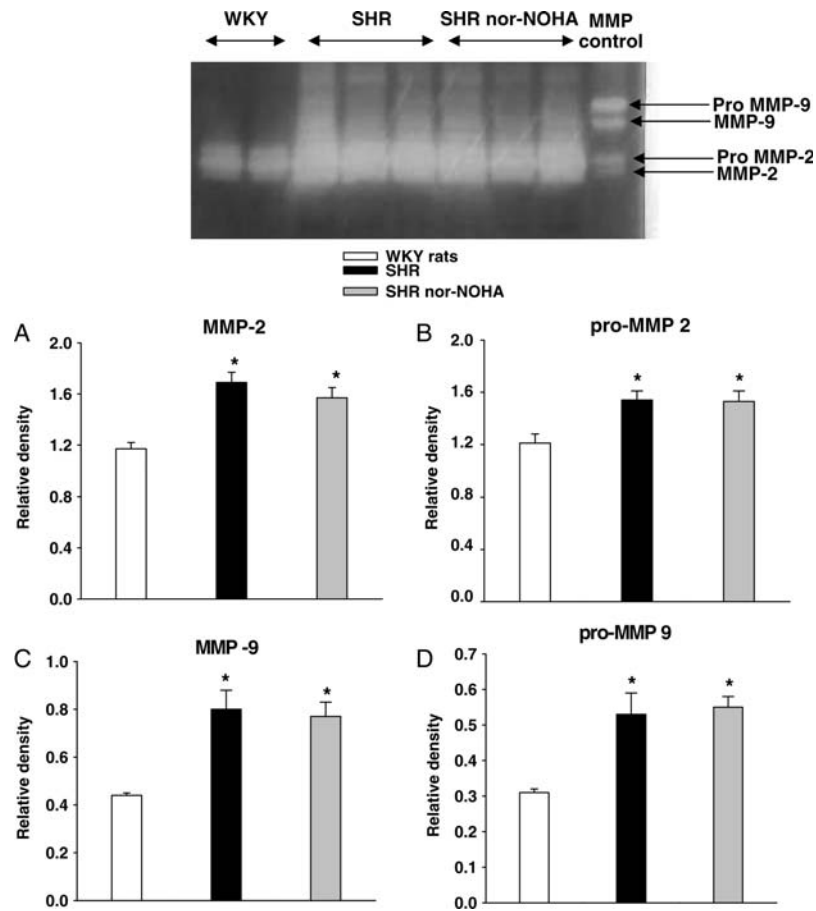 WKY SHR SHR nor-NOHA MMP
control
Pro MMP-9
MMP-9
Pro MMP-2
MMP-2
WKY rats
SHR
SHR nor-NOHA
A MMP-2
Relative density
2.0
1.6
1.2
0.8
0.4
0.0
* *
B pro-MMP 2
Relative density
2.0
1.6
1.2
0.8
0.4
0.0
* *
C MMP -9
Relative density
1.0
0.8
0.6
0.4
0.2
0.0
* *
D pro-MMP 9
Relative density
0.7
0.6
0.5
0.4
0.3
0.2
0.1
0.0
* *